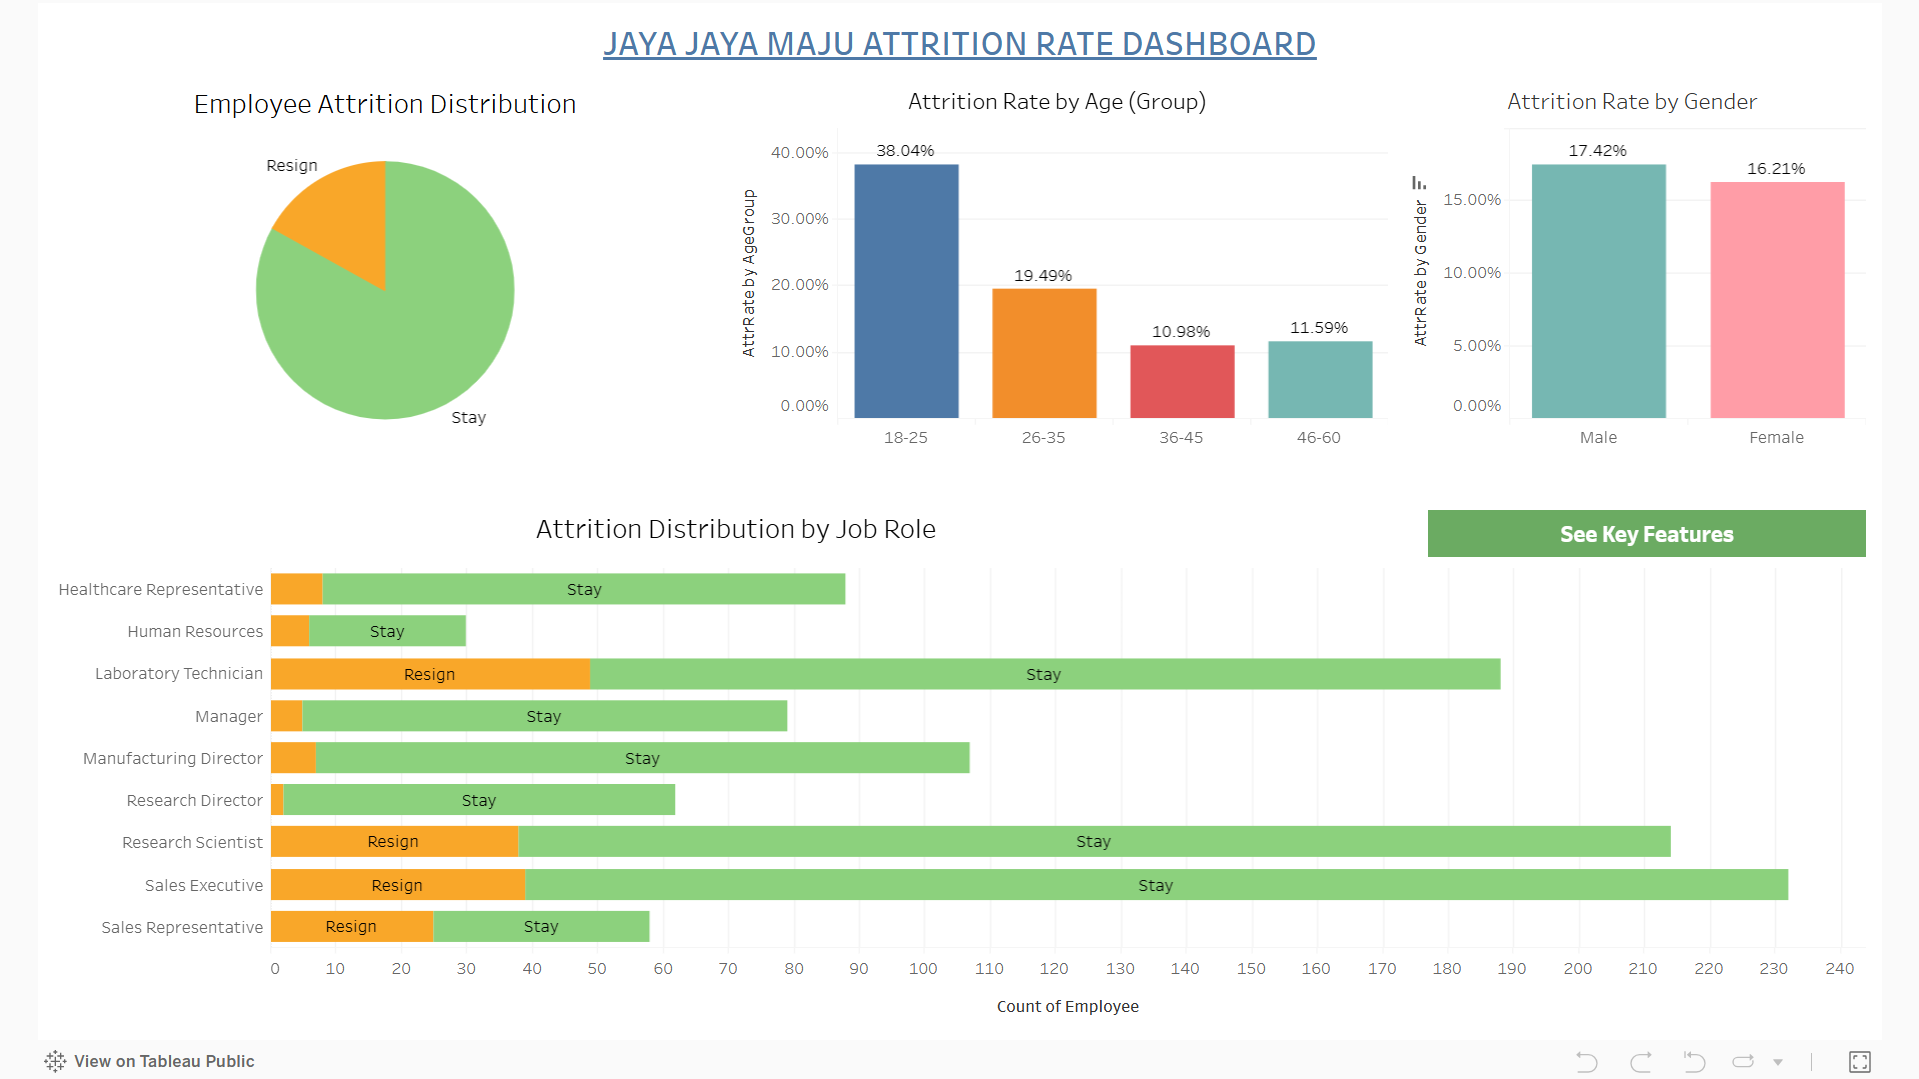 JAYA JAYA MAJU ATTRITION RATE DASHBOARD
Employee Attrition Distribution
Resign
Stay
Attrition Rate by Age (Group)
AttrRate by AgeGroup
40.00%
30.00%
20.00%
10.00%
0.00%
38.04%
19.49%
10.98%
11.59%
18-25
26-35
36-45
46-60
Attrition Rate by Gender
AttrRate by Gender
15.00%
10.00%
5.00%
0.00%
17.42%
16.21%
Male
Female
Attrition Distribution by Job Role
See Key Features
Healthcare Representative
Stay
Human Resources
Stay
Laboratory Technician
Resign
Stay
Manager
Stay
Manufacturing Director
Stay
Research Director
Stay
Research Scientist
Resign
Stay
Sales Executive
Resign
Stay
Sales Representative
Resign
Stay
0 10 20 30 40 50 60 70 80 90 100 110 120 130 140 150 160 170 180 190 200 210 220 230 240
Count of Employee
View on Tableau Public